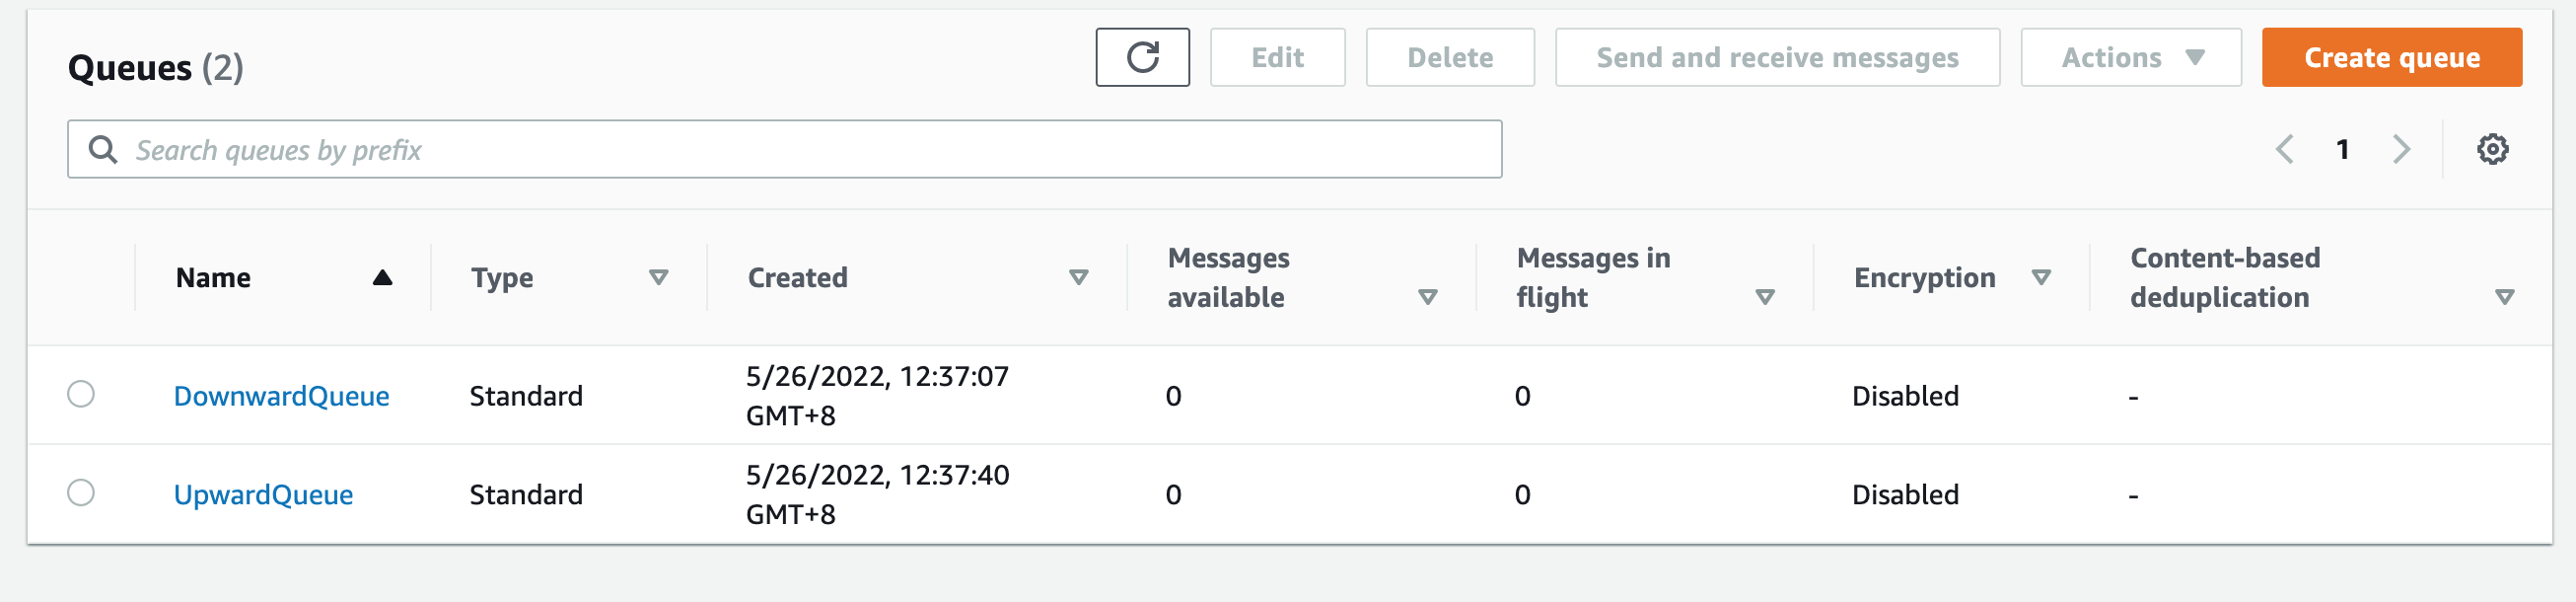 Queues (2)
Edit
Delete
Send and receive messages
Actions
Create queue
Search queues by prefix
1
Name
Type
Created
Messages
available
Messages in
flight
Encryption
Content-based
deduplication
DownwardQueue
Standard
5/26/2022, 12:37:07
GMT+8
0
0
Disabled
-
UpwardQueue
Standard
5/26/2022, 12:37:40
GMT+8
0
0
Disabled
-